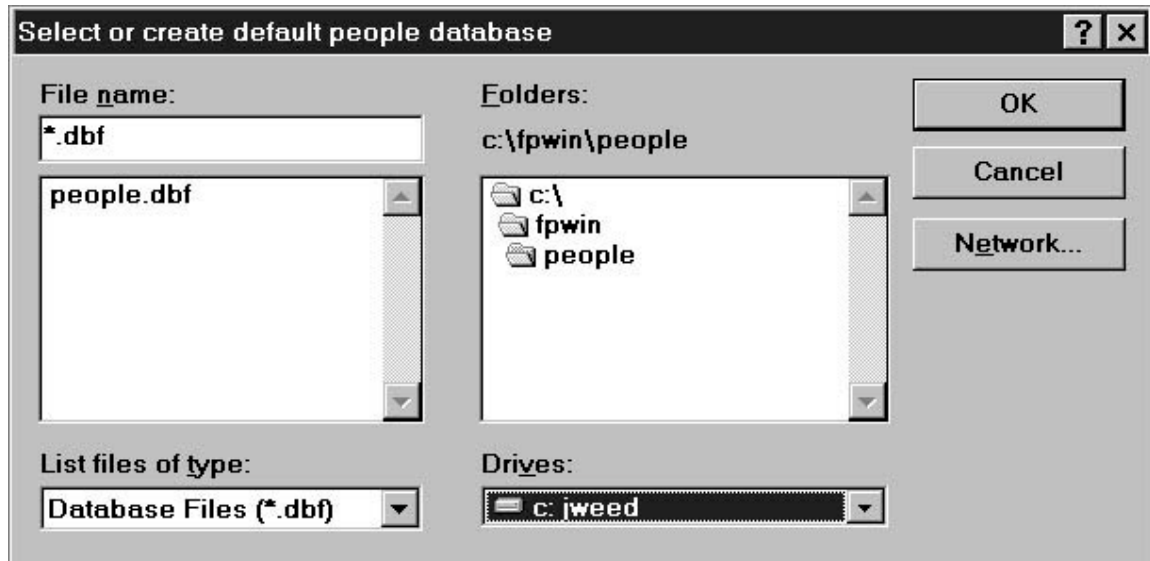 Select or create default people database
? ×
File name:
*.dbf
people.dbf
List files of type:
Database Files (*.dbf)
Folders:
c:\fpwin\people
c:\
fpwin
people
Drives:
c: jweed
OK
Cancel
Network...